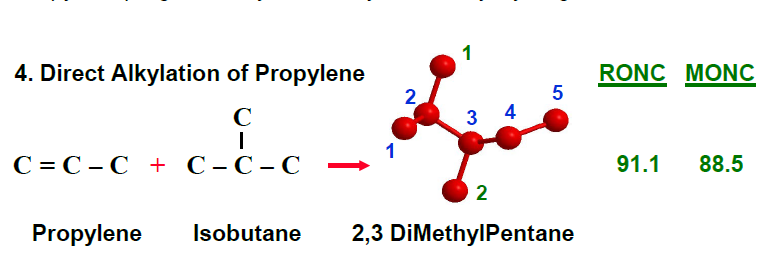 4. Direct Alkylation of Propylene
RONC MONC
1
2
3
4
5
1
2
C
C = C – C + C – C – C
91.1 88.5
Propylene Isobutane 2,3 DiMethylPentane